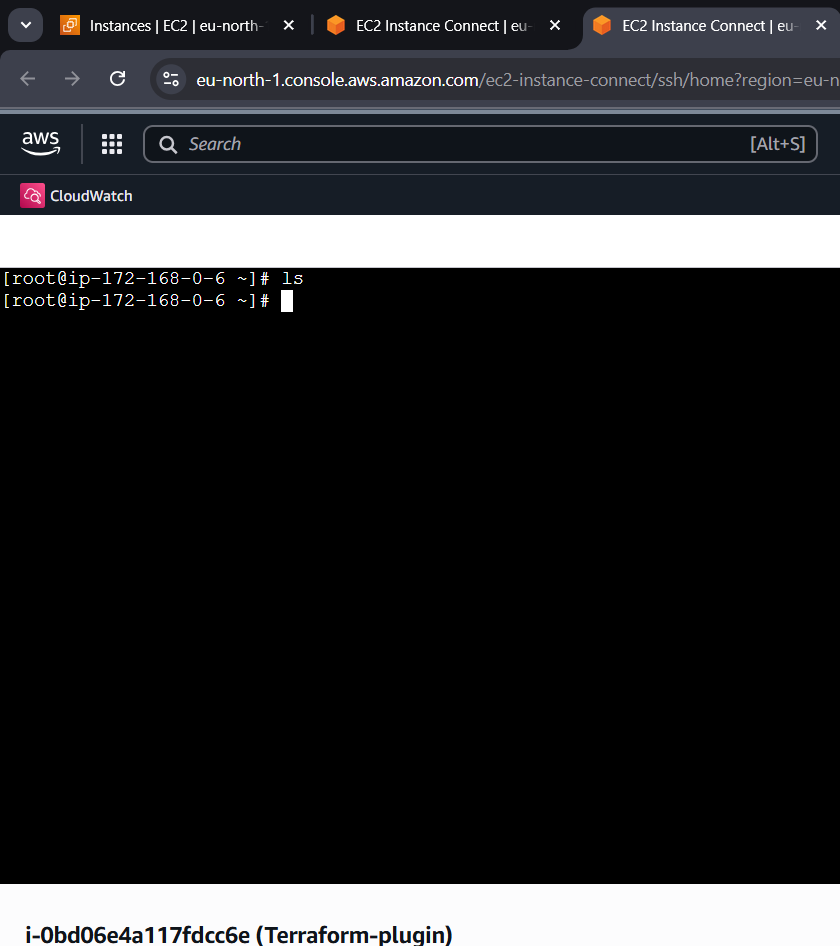 Instances | EC2 | eu-north-
EC2 Instance Connect | eu-
EC2 Instance Connect | eu-
eu-north-1.console.aws.amazon.com/ec2-instance-connect/ssh/home?region=eu-n
aws
Search
[Alt+S]
CloudWatch
[root@ip-172-168-0-6 ~]# ls
[root@ip-172-168-0-6 ~]#
i-0bd06e4a117fdcc6e (Terraform-plugin)